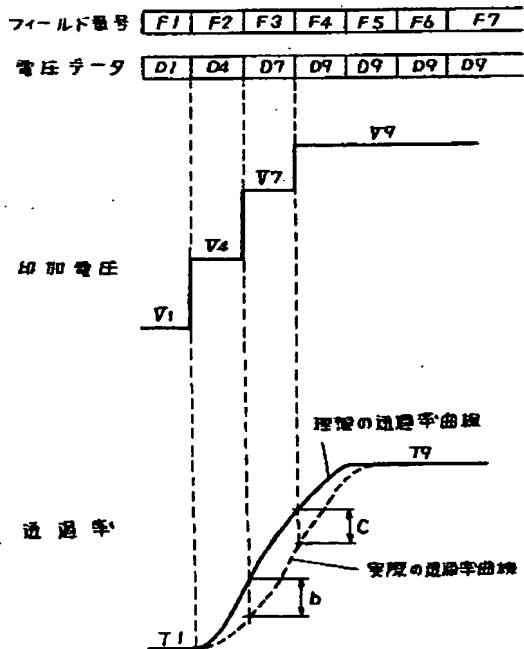 フィールド番号 F1 F2 F3 F4 F5 F6 F7
電圧データ D1 D4 D7 D9 D9 D9 D9
V9
V7
V4
印加電圧
V1
理想の透過率曲線
T9
透過率
C
実際の透過率曲線
b
T1